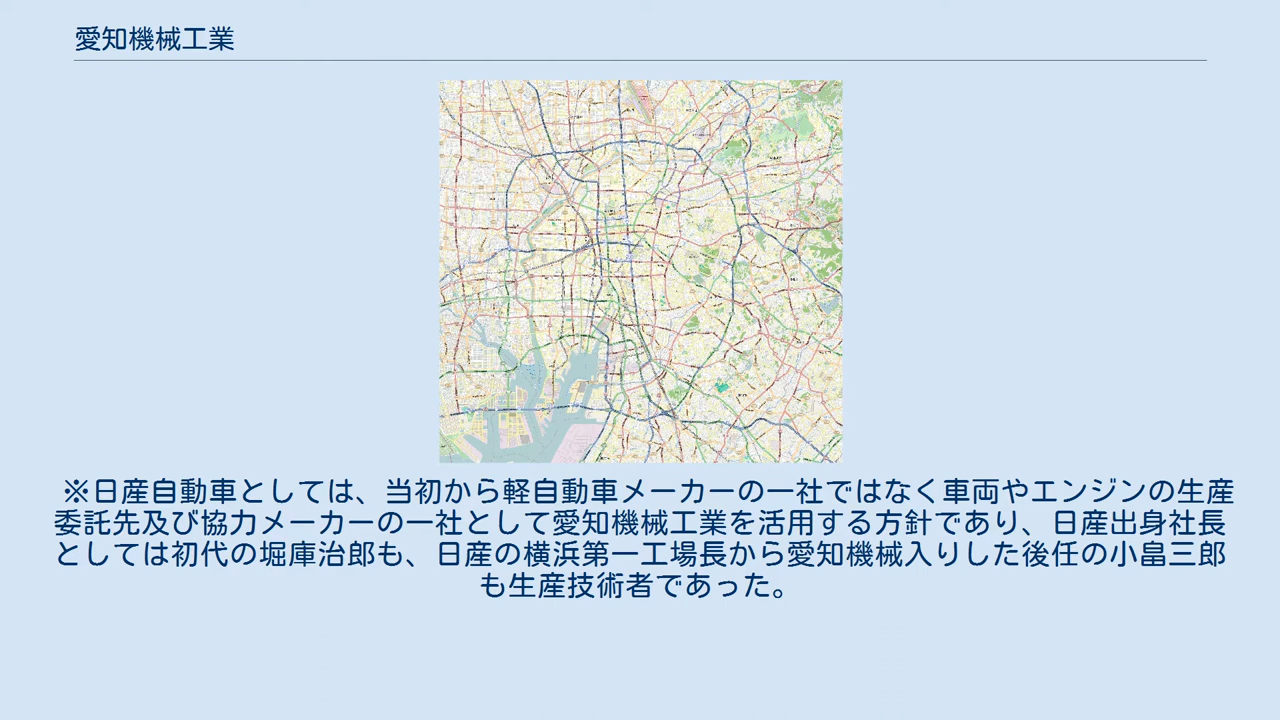 愛知機械工業
※日産自動車としては、当初から軽自動車メーカーの一社ではなく車両やエンジンの生産
委託先及び協力メーカーの一社として愛知機械工業を活用する方針であり、日産出身社長
としては初代の堀庫治郎も、日産の横浜第一工場長から愛知機械入りした後任の小畠三郎
も生産技術者であった。